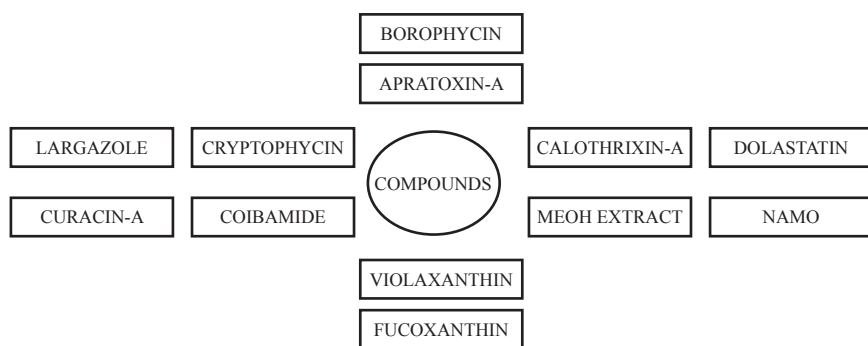 BOROPHYCIN
APRATOXIN-A
LARGAZOLE
CRYPTOPHYCIN
CALOTHRIXIN-A
DOLASTATIN
COMPOUNDS
CURACIN-A
COIBAMIDE
MEOH EXTRACT
NAMO
VIOLAXANTHIN
FUCOXANTHIN